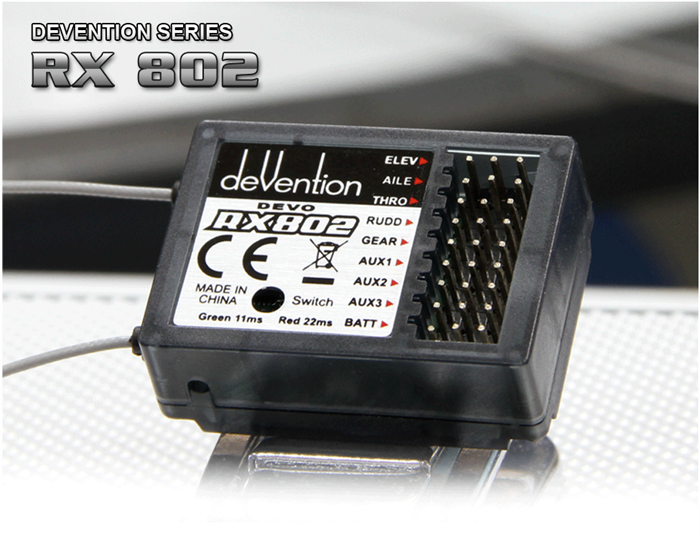 DEVENTION SERIES
RX 802
deVention
DEVO
RX802
CE
MADE IN
CHINA
Switch
Green 11ms Red 22ms
ELEV
AILE
THRO
RUDD
GEAR
AUX1
AUX2
AUX3
BATT